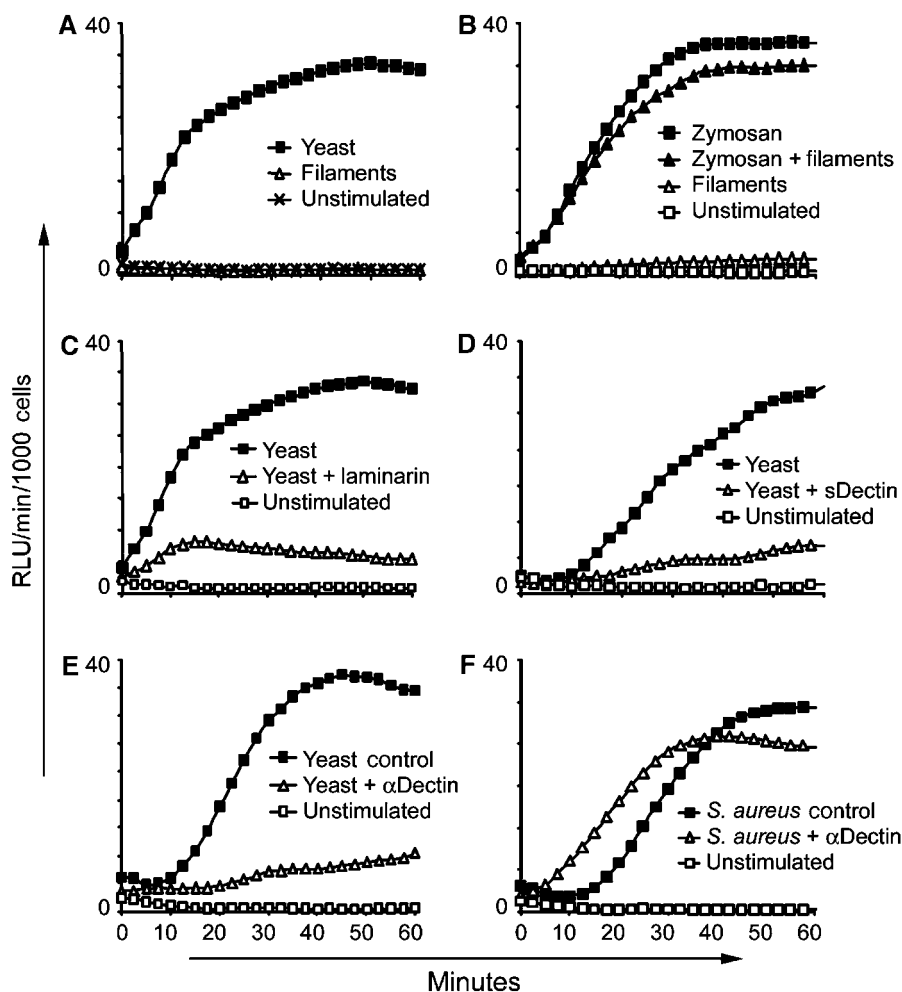 A
40
0
Yeast
Filaments
Unstimulated
B
40
0
Zymosan
Zymosan + filaments
Filaments
Unstimulated
C
40
0
Yeast
Yeast + laminarin
Unstimulated
D
40
0
Yeast
Yeast + sDectin
Unstimulated
RLU/min/1000 cells
E
40
0
Yeast control
Yeast + αDectin
Unstimulated
0 10 20 30 40 50 60
F
40
0
S. aureus control
S. aureus + αDectin
Unstimulated
0 10 20 30 40 50 60
Minutes